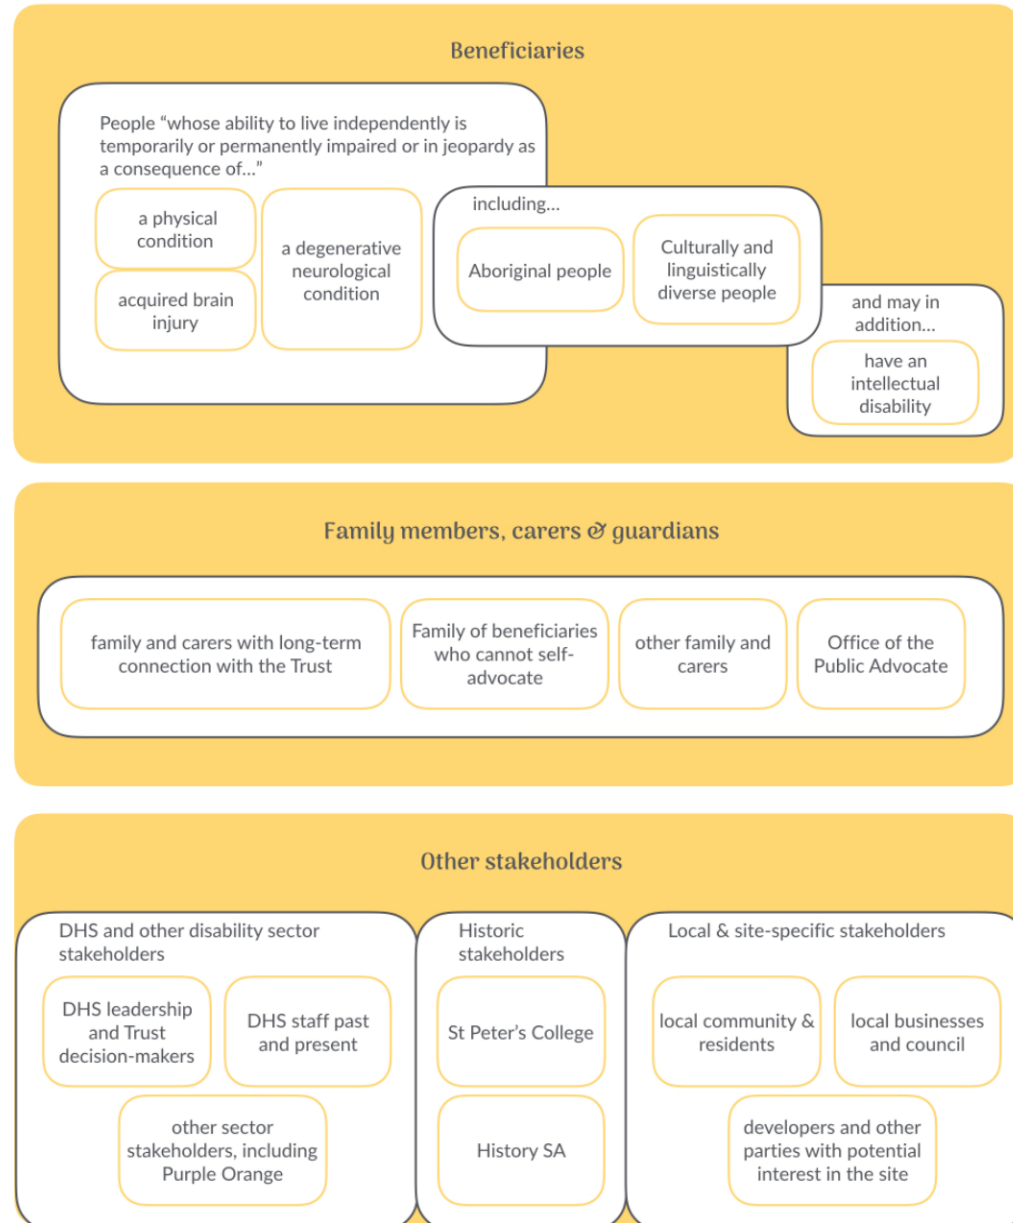 Beneficiaries
People “whose ability to live independently is
temporarily or permanently impaired or in jeopardy as
a consequence of...”
a physical
condition
acquired brain
injury
a degenerative
neurological
condition
including...
Aboriginal people
Culturally and
linguistically
diverse people
and may in
addition...
have an
intellectual
disability
Family members, carers & guardians
family and carers with long-term
connection with the Trust
Family of beneficiaries
who cannot self-
advocate
other family and
carers
Office of the
Public Advocate
Other stakeholders
DHS and other disability sector
stakeholders
DHS leadership
and Trust
decision-makers
DHS staff past
and present
other sector
stakeholders, including
Purple Orange
Historic
stakeholders
St Peter’s College
History SA
Local & site-specific stakeholders
local community &
residents
local businesses
and council
developers and other
parties with potential
interest in the site